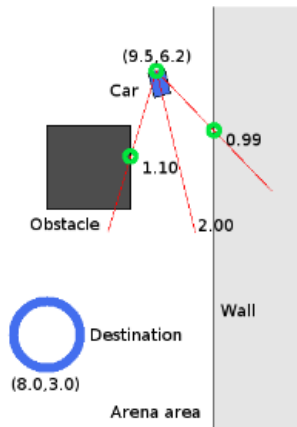 (9.5,6.2)
Car
0.99
1.10
Obstacle
2.00
Wall
Destination
(8.0,3.0)
Arena area